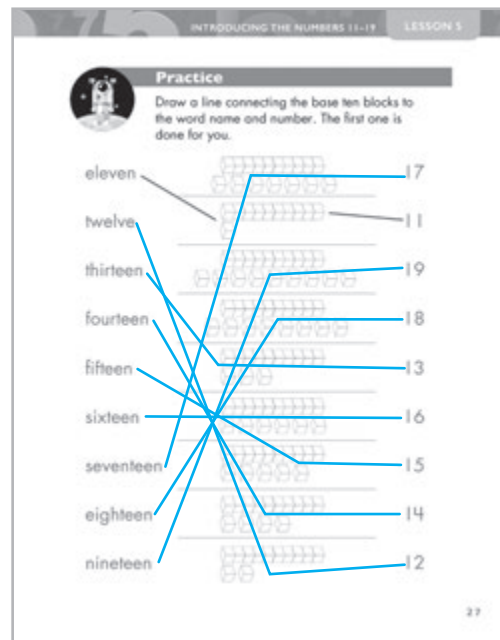 INTRODUCING THE NUMBERS 11–19
LESSON 5
Practice
Draw a line connecting the base ten blocks to
the word name and number. The first one is
done for you.
eleven 17
twelve 11
thirteen 19
fourteen 18
fifteen 13
sixteen 16
seventeen 15
eighteen 14
nineteen 12
27